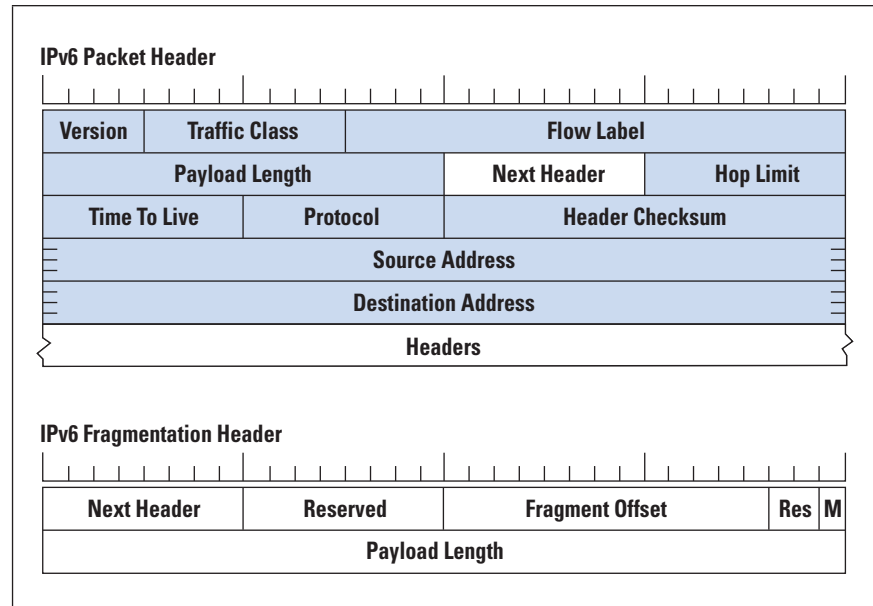 IPv6 Packet Header
Version Traffic Class Flow Label
Payload Length Next Header Hop Limit
Time To Live Protocol Header Checksum
Source Address
Destination Address
Headers
IPv6 Fragmentation Header
Next Header Reserved Fragment Offset Res M
Payload Length